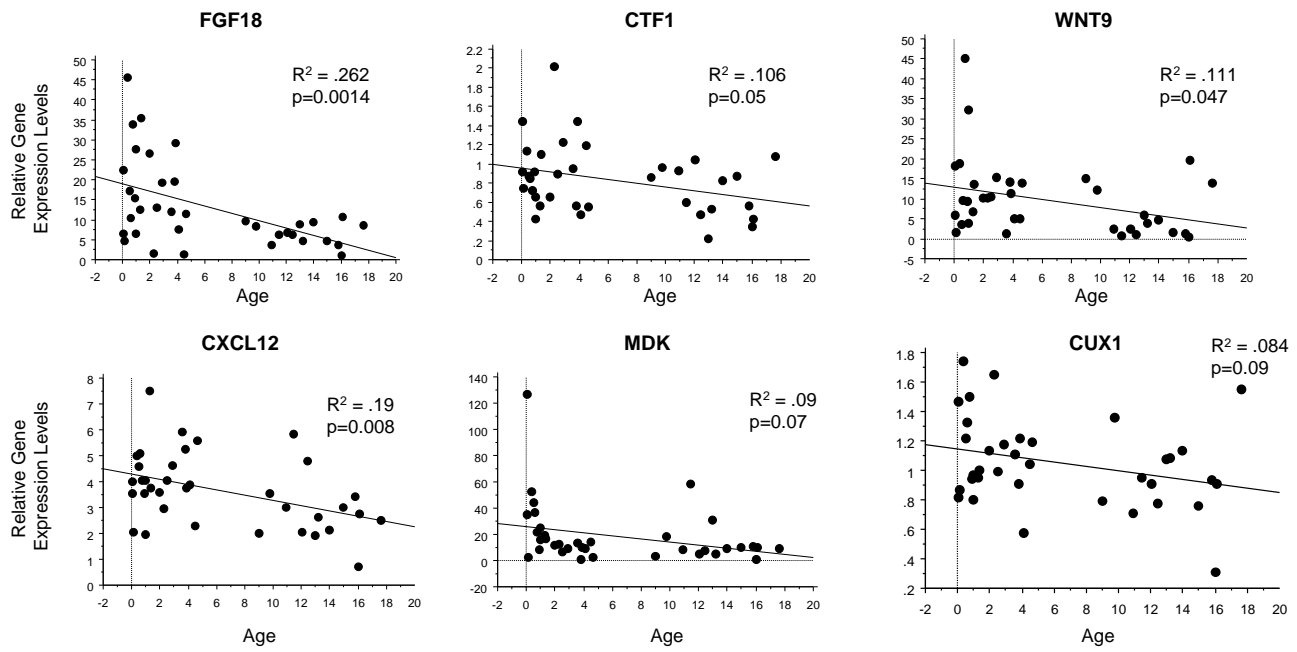 FGF18
CTF1
WNT9
Relative Gene
Expression Levels
50
45
40
35
30
25
20
15
10
5
0
-2 0 2 4 6 8 10 12 14 16 18 20
Age
R² = .262
p=0.0014
2.2
2
1.8
1.6
1.4
1.2
1
.8
.6
.4
.2
0
-2 0 2 4 6 8 10 12 14 16 18 20
Age
R² = .106
p=0.05
50
45
40
35
30
25
20
15
10
5
0
-5
-2 0 2 4 6 8 10 12 14 16 18 20
Age
R² = .111
p=0.047
CXCL12
MDK
CUX1
Relative Gene
Expression Levels
8
7
6
5
4
3
2
1
0
-2 0 2 4 6 8 10 12 14 16 18 20
Age
R² = .19
p=0.008
140
120
100
80
60
40
20
0
-20
-2 0 2 4 6 8 10 12 14 16 18 20
Age
R² = .09
p=0.07
1.8
1.6
1.4
1.2
1
.8
.6
.4
.2
-2 0 2 4 6 8 10 12 14 16 18 20
Age
R² = .084
p=0.09